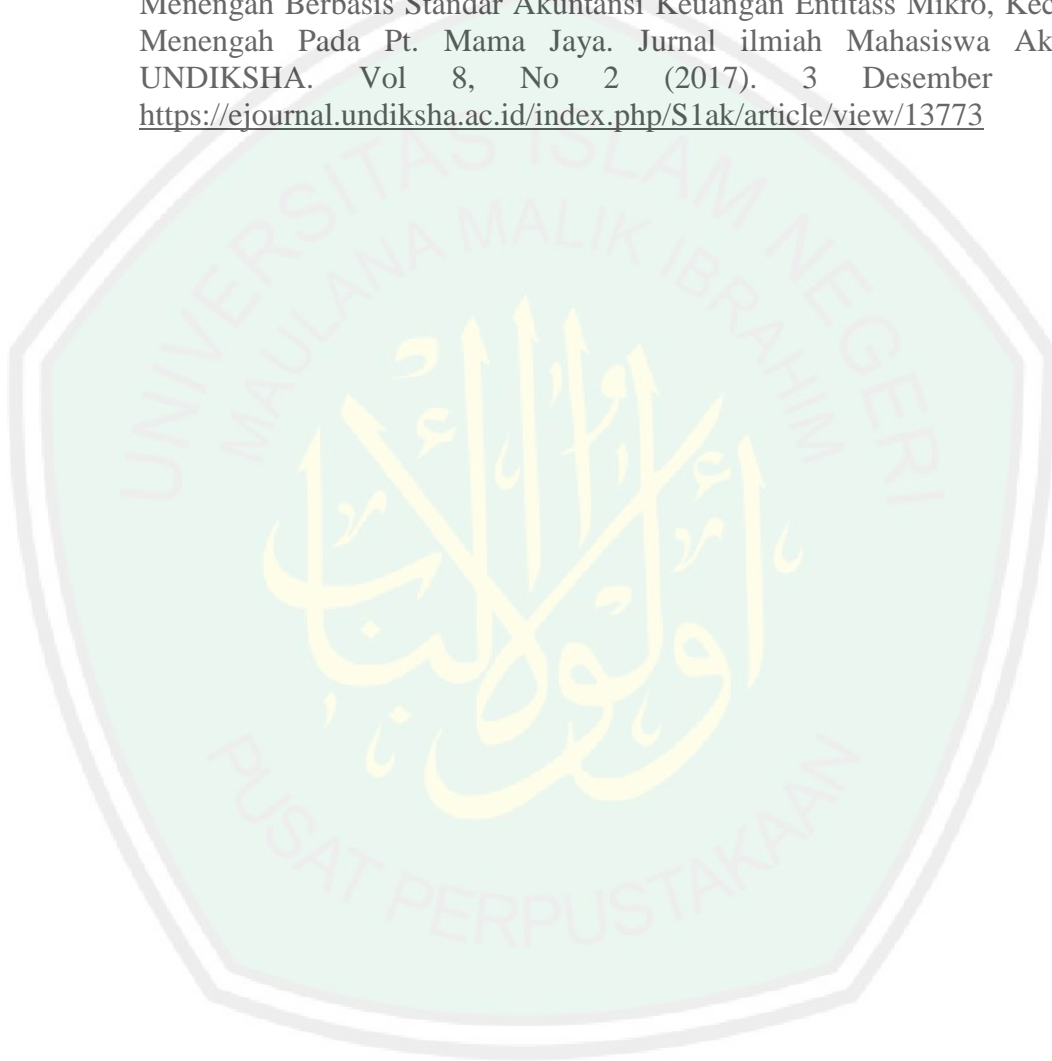 Menengah Berbasis Standar Akuntansi Keuangan Entitass Mikro, Kec
Menengah Pada Pt. Mama Jaya. Jurnal ilmiah Mahasiswa Ak
UNDIKSHA. Vol 8, No 2 (2017). 3 Desember
https://ejournal.undiksha.ac.id/index.php/S1ak/article/view/13773
UNIVERSITAS ISLAM NEGERI
MAULANA MALIK IBRAHIM
أولوا الألباب
PUSAT PERPUSTAKAAN